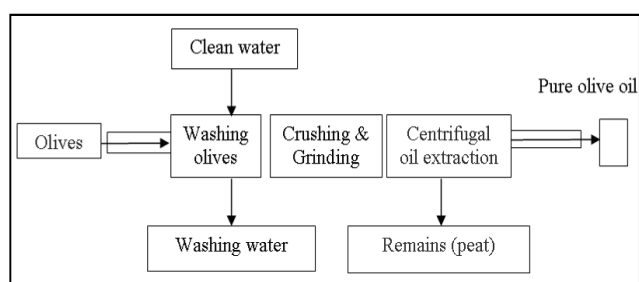 Clean water
Pure olive oil
Olives
Washing
olives
Crushing &
Grinding
Centrifugal
oil extraction
Washing water
Remains (peat)